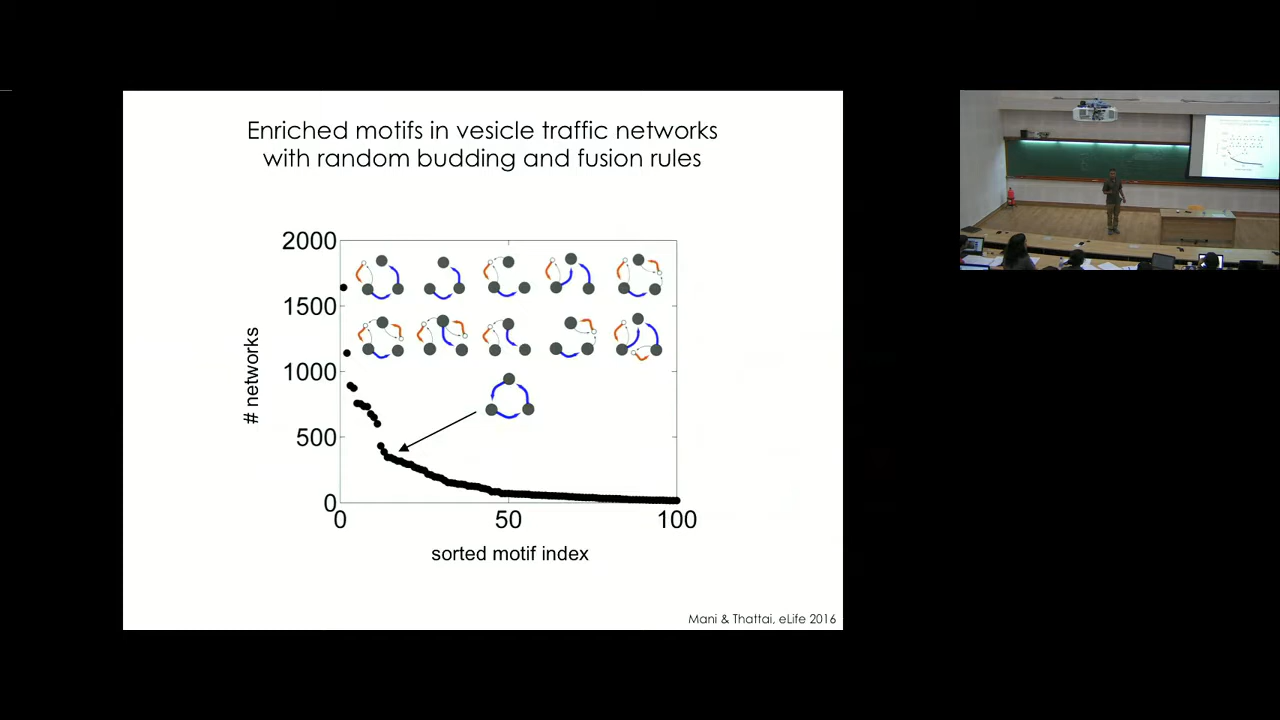 Enriched motifs in vesicle traffic networks
with random budding and fusion rules
2000
1500
1000
500
0
# networks
0
50
100
sorted motif index
Mani & Thattai, eLife 2016